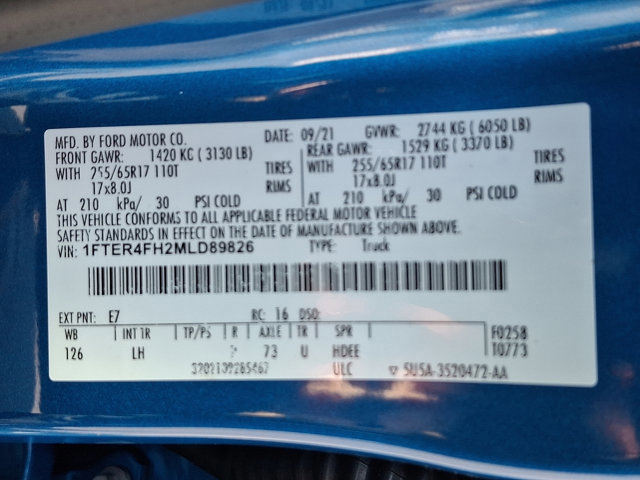 MFD. BY FORD MOTOR CO. DATE: 09/21 GVWR: 2744 KG ( 6050 LB)
FRONT GAWR: 1420 KC ( 3130 LB) REAR GAWR: 1529 KG ( 3370 LB)
WITH 255/65R17 110T TIRES WITH 255/65R17 110T TIRES
17x8.0J RIMS 17x8.0J RIMS
AT 210 kPa/ 30 PSI COLD AT 210 kPa/ 30 PSI COLD
THIS VEHICLE CONFORMS TO ALL APPLICABLE FEDERAL MOTOR VEHICLE
SAFETY STANDARDS IN EFFECT ON THE DATE OF MANUFACTURE SHOWN ABOVE.
VIN: 1FTER4FH2MLD89826 TYPE: Truck
EXT PNT: E7 RC: 16 DSO:
WB INT TR TP/PS R AXLE TR SPR F0258
126 LH 73 U HDEE T0773
ULC 5U5A-3520472-AA